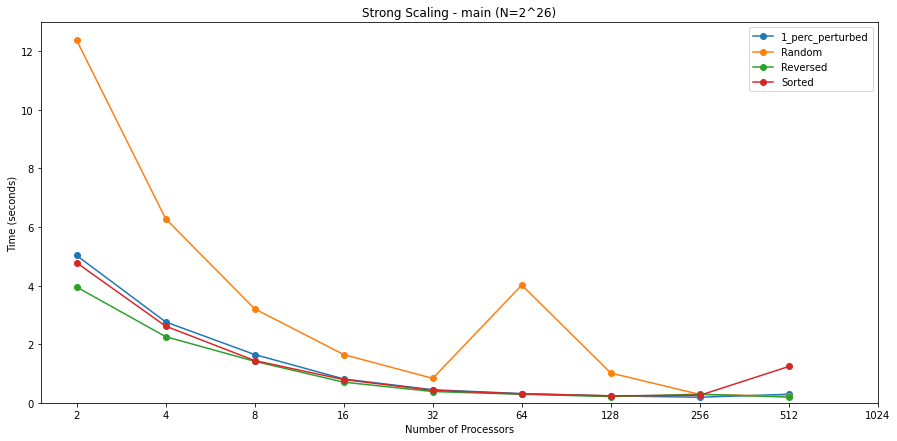 Strong Scaling - main (N=2^26)
1_perc_perturbed
Random
Reversed
Sorted
Time (seconds)
12
10
8
6
4
2
0
2 4 8 16 32 64 128 256 512 1024
Number of Processors